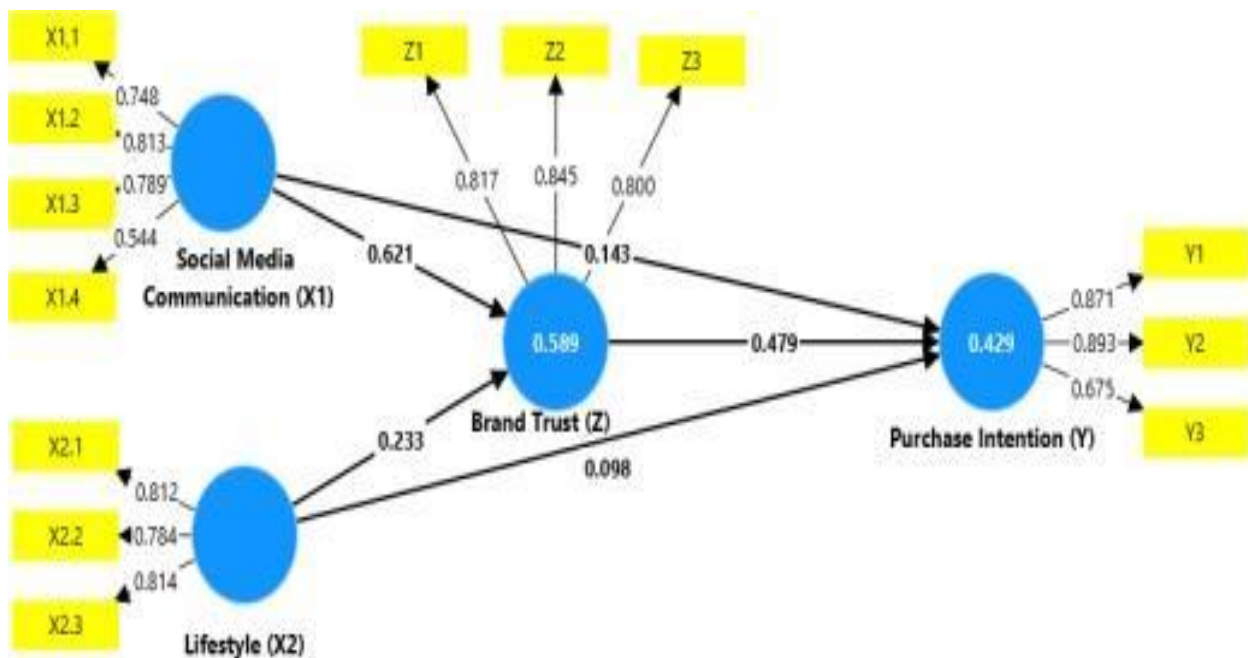 X1,1
X1.2
X1.3
X1.4
0.748
0.813
0.789
0.544
Social Media
Communication (X1)
Z1
Z2
Z3
0.817
0.845
0.800
0.621
0.143
0.589
Brand Trust (Z)
0.479
0.429
Purchase Intention (Y)
0.871
0.893
0.675
Y1
Y2
Y3
0.233
0.098
X2.1
X2.2
X2.3
0.812
0.784
0.814
Lifestyle (X2)